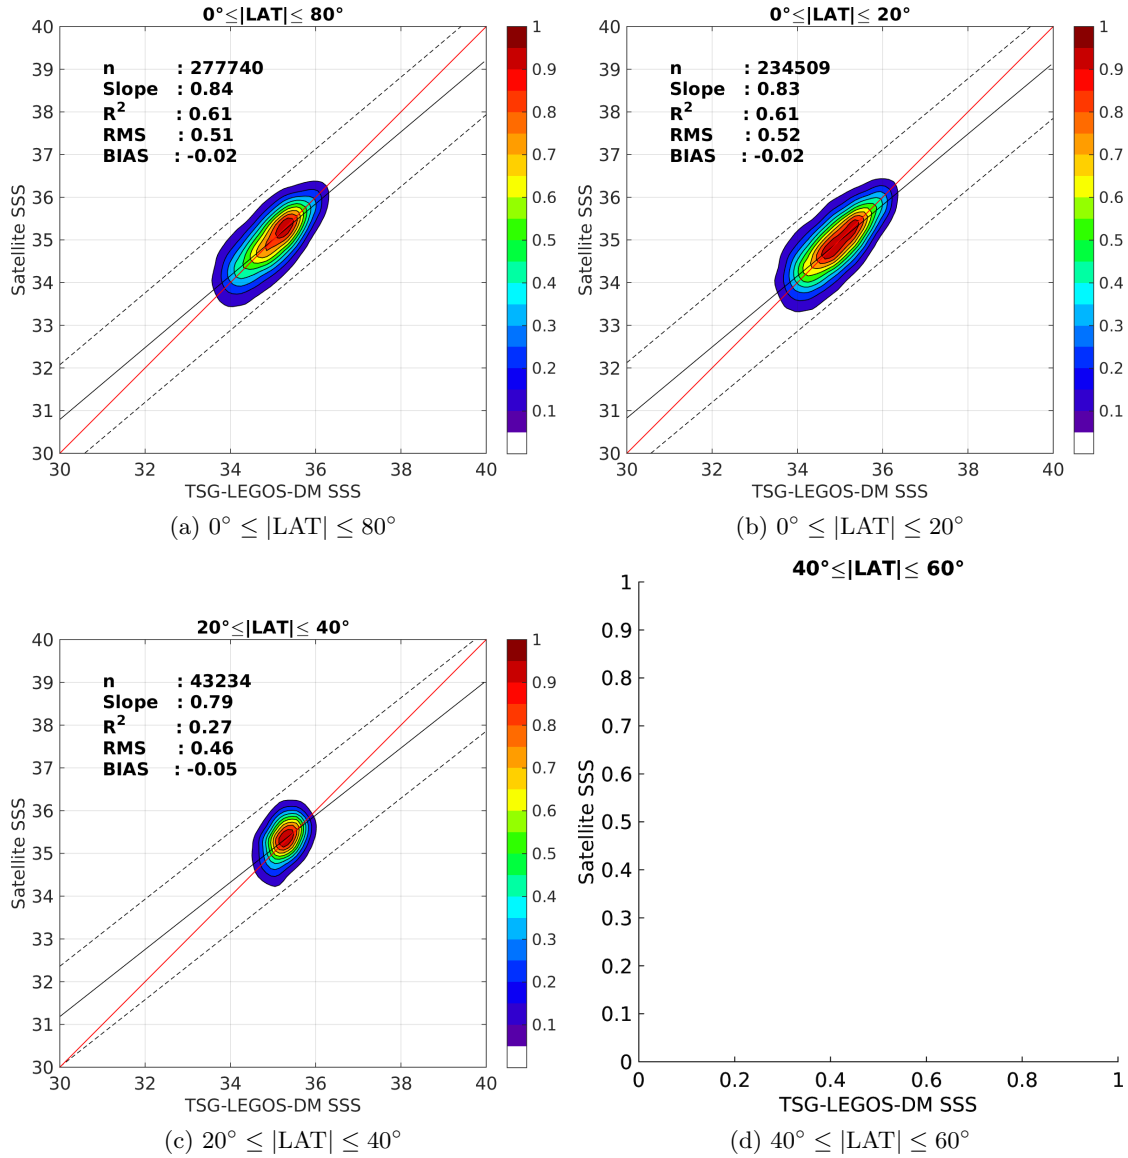 0°≤|LAT|≤ 80°
n : 277740
Slope : 0.84
R2 : 0.61
RMS : 0.51
BIAS : -0.02
40
39
38
37
36
35
34
33
32
31
30
30 32 34 36 38 40
Satellite SSS
TSG-LEGOS-DM SSS
1
0.9
0.8
0.7
0.6
0.5
0.4
0.3
0.2
0.1
(a) 0° ≤ |LAT| ≤ 80°
0°≤|LAT|≤ 20°
n : 234509
Slope : 0.83
R2 : 0.61
RMS : 0.52
BIAS : -0.02
40
39
38
37
36
35
34
33
32
31
30
30 32 34 36 38 40
Satellite SSS
TSG-LEGOS-DM SSS
1
0.9
0.8
0.7
0.6
0.5
0.4
0.3
0.2
0.1
(b) 0° ≤ |LAT| ≤ 20°
20°≤|LAT|≤ 40°
n : 43234
Slope : 0.79
R2 : 0.27
RMS : 0.46
BIAS : -0.05
40
39
38
37
36
35
34
33
32
31
30
30 32 34 36 38 40
Satellite SSS
TSG-LEGOS-DM SSS
1
0.9
0.8
0.7
0.6
0.5
0.4
0.3
0.2
0.1
(c) 20° ≤ |LAT| ≤ 40°
40°≤|LAT|≤ 60°
1
0.9
0.8
0.7
0.6
0.5
0.4
0.3
0.2
0.1
0
0 0.2 0.4 0.6 0.8 1
Satellite SSS
TSG-LEGOS-DM SSS
(d) 40° ≤ |LAT| ≤ 60°